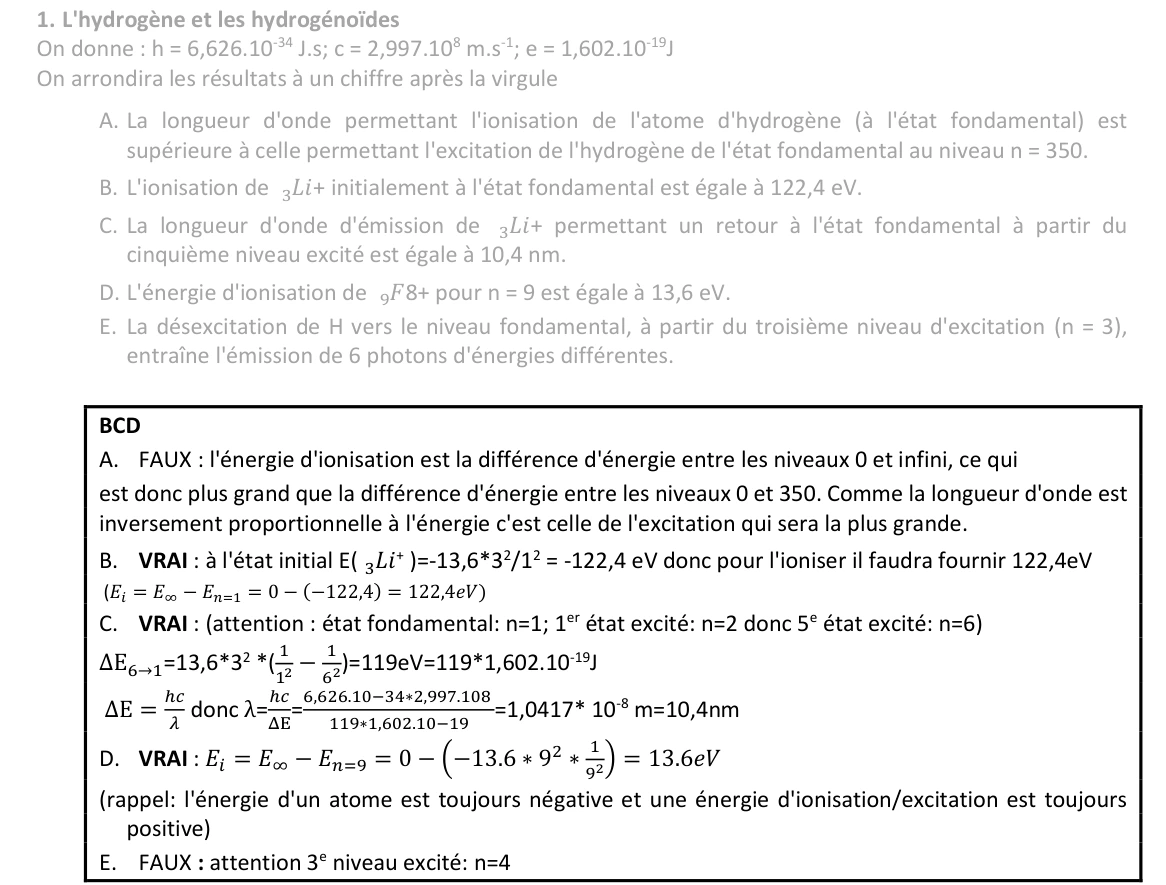 1. L'hydrogène et les hydrogénoïdes
On donne : h = 6,626.10⁻³⁴ J.s; c = 2,997.10⁸ m.s⁻¹; e = 1,602.10⁻¹⁹J
On arrondira les résultats à un chiffre après la virgule
A. La longueur d'onde permettant l'ionisation de l'atome d'hydrogène (à l'état fondamental) est
supérieure à celle permettant l'excitation de l'hydrogène de l'état fondamental au niveau n = 350.
B. L'ionisation de ₃Li+ initialement à l'état fondamental est égale à 122,4 eV.
C. La longueur d'onde d'émission de ₃Li+ permettant un retour à l'état fondamental à partir du
cinquième niveau excité est égale à 10,4 nm.
D. L'énergie d'ionisation de ₉F8+ pour n = 9 est égale à 13,6 eV.
E. La désexcitation de H vers le niveau fondamental, à partir du troisième niveau d'excitation (n = 3),
entraîne l'émission de 6 photons d'énergies différentes.
BCD
A. FAUX : l'énergie d'ionisation est la différence d'énergie entre les niveaux 0 et infini, ce qui
est donc plus grand que la différence d'énergie entre les niveaux 0 et 350. Comme la longueur d'onde est
inversement proportionnelle à l'énergie c'est celle de l'excitation qui sera la plus grande.
B. VRAI : à l'état initial E( ₃Li⁺ )=-13,6*3²/1² = -122,4 eV donc pour l'ioniser il faudra fournir 122,4eV
(Eᵢ = E∞ − Eₙ₌₁ = 0 − (−122,4) = 122,4eV)
C. VRAI : (attention : état fondamental: n=1; 1ᵉʳ état excité: n=2 donc 5ᵉ état excité: n=6)
ΔE₆→₁=13,6*3² *(1/1² − 1/6²)=119eV=119*1,602.10⁻¹⁹J
ΔE = hc/λ donc λ=hc/ΔE=6,626.10−34*2,997.108/119*1,602.10−19=1,0417* 10⁻⁸ m=10,4nm
D. VRAI : Eᵢ = E∞ − Eₙ₌₉ = 0 − (−13.6 * 9² * 1/9²) = 13.6eV
(rappel: l'énergie d'un atome est toujours négative et une énergie d'ionisation/excitation est toujours
positive)
E. FAUX : attention 3ᵉ niveau excité: n=4